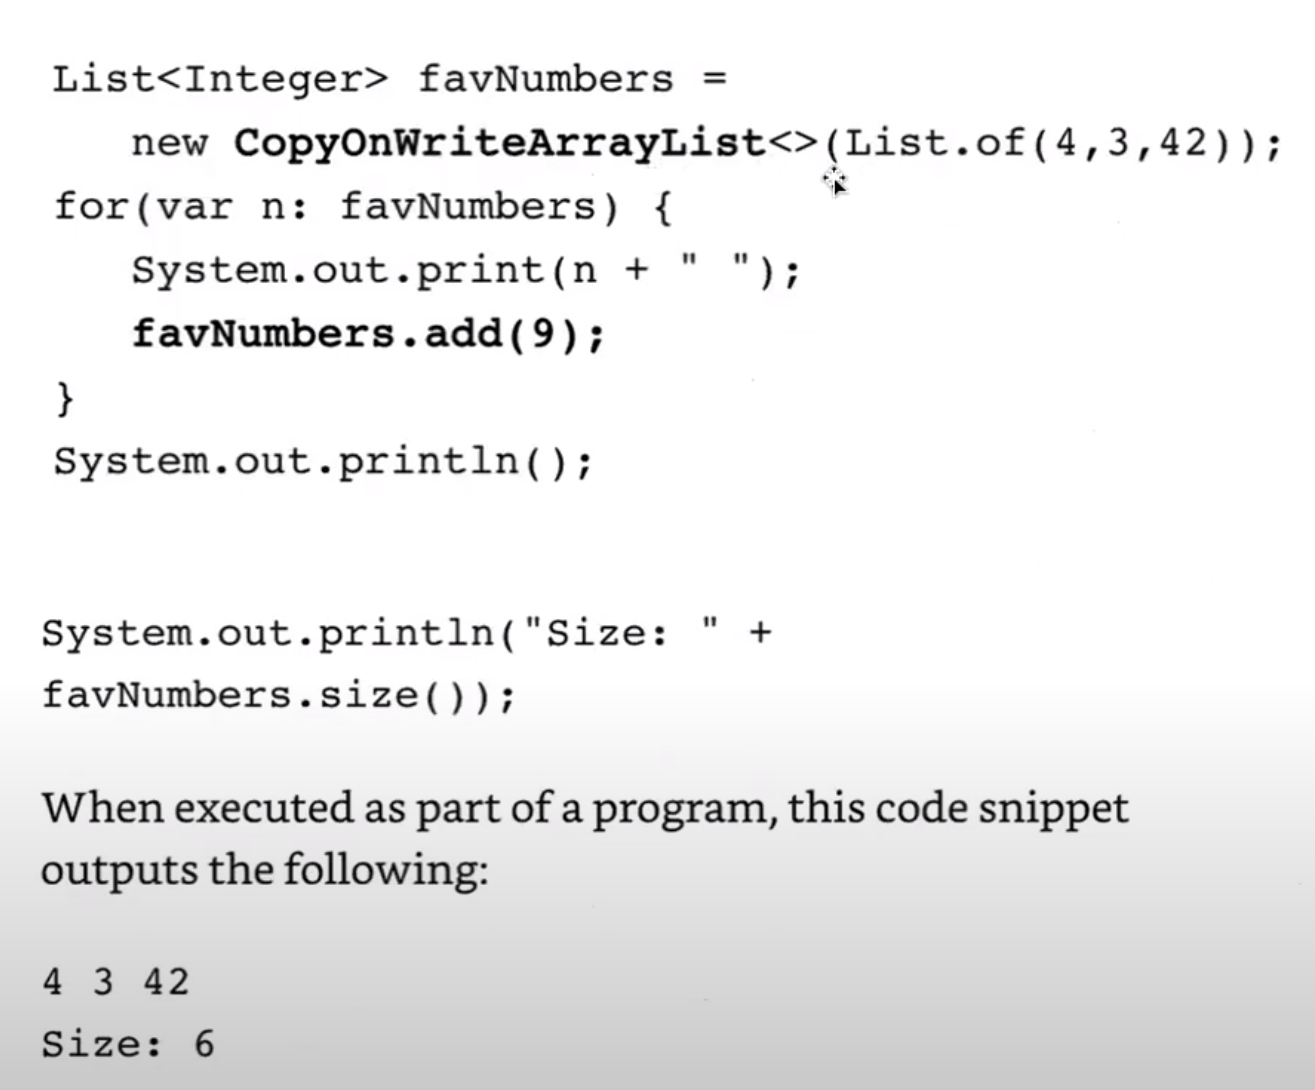 List<Integer> favNumbers =
   new CopyOnWriteArrayList<>(List.of(4,3,42));
for(var n: favNumbers) {
   System.out.print(n + " ");
   favNumbers.add(9);
}
System.out.println();
System.out.println("Size: " +
favNumbers.size());
When executed as part of a program, this code snippet
outputs the following:
4 3 42
Size: 6